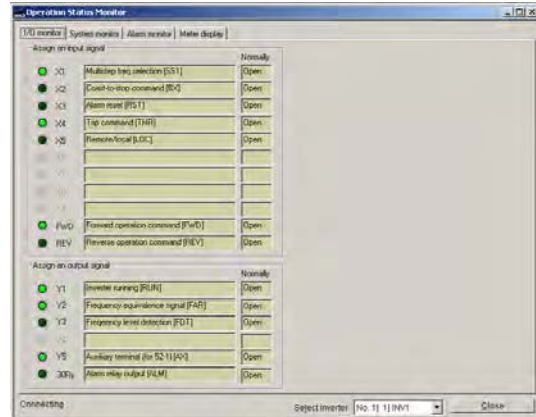 Operation Status Monitor
I/O monitor System monitor Alarm monitor Meter display
Assign an input signal
Normally
X1 Multistep freq. selection [SS1] Open
X2 Coast-to-stop command [BX] Open
X3 Alarm reset [RST] Open
X4 Trip command [THR] Open
X5 Remote/local [LOC] Open
FWD Forward operation command [FWD] Open
REV Reverse operation command [REV] Open
Assign an output signal
Normally
Y1 Inverter running [RUN] Open
Y2 Frequency equivalence signal [FAR] Open
Y3 Frequency level detection [FDT] Open
Y5 Auxiliary terminal (for 52-1) [AX] Open
30Ry Alarm relay output [ALM] Open
Connecting
Select inverter No. 1[ 1] INV1 Close